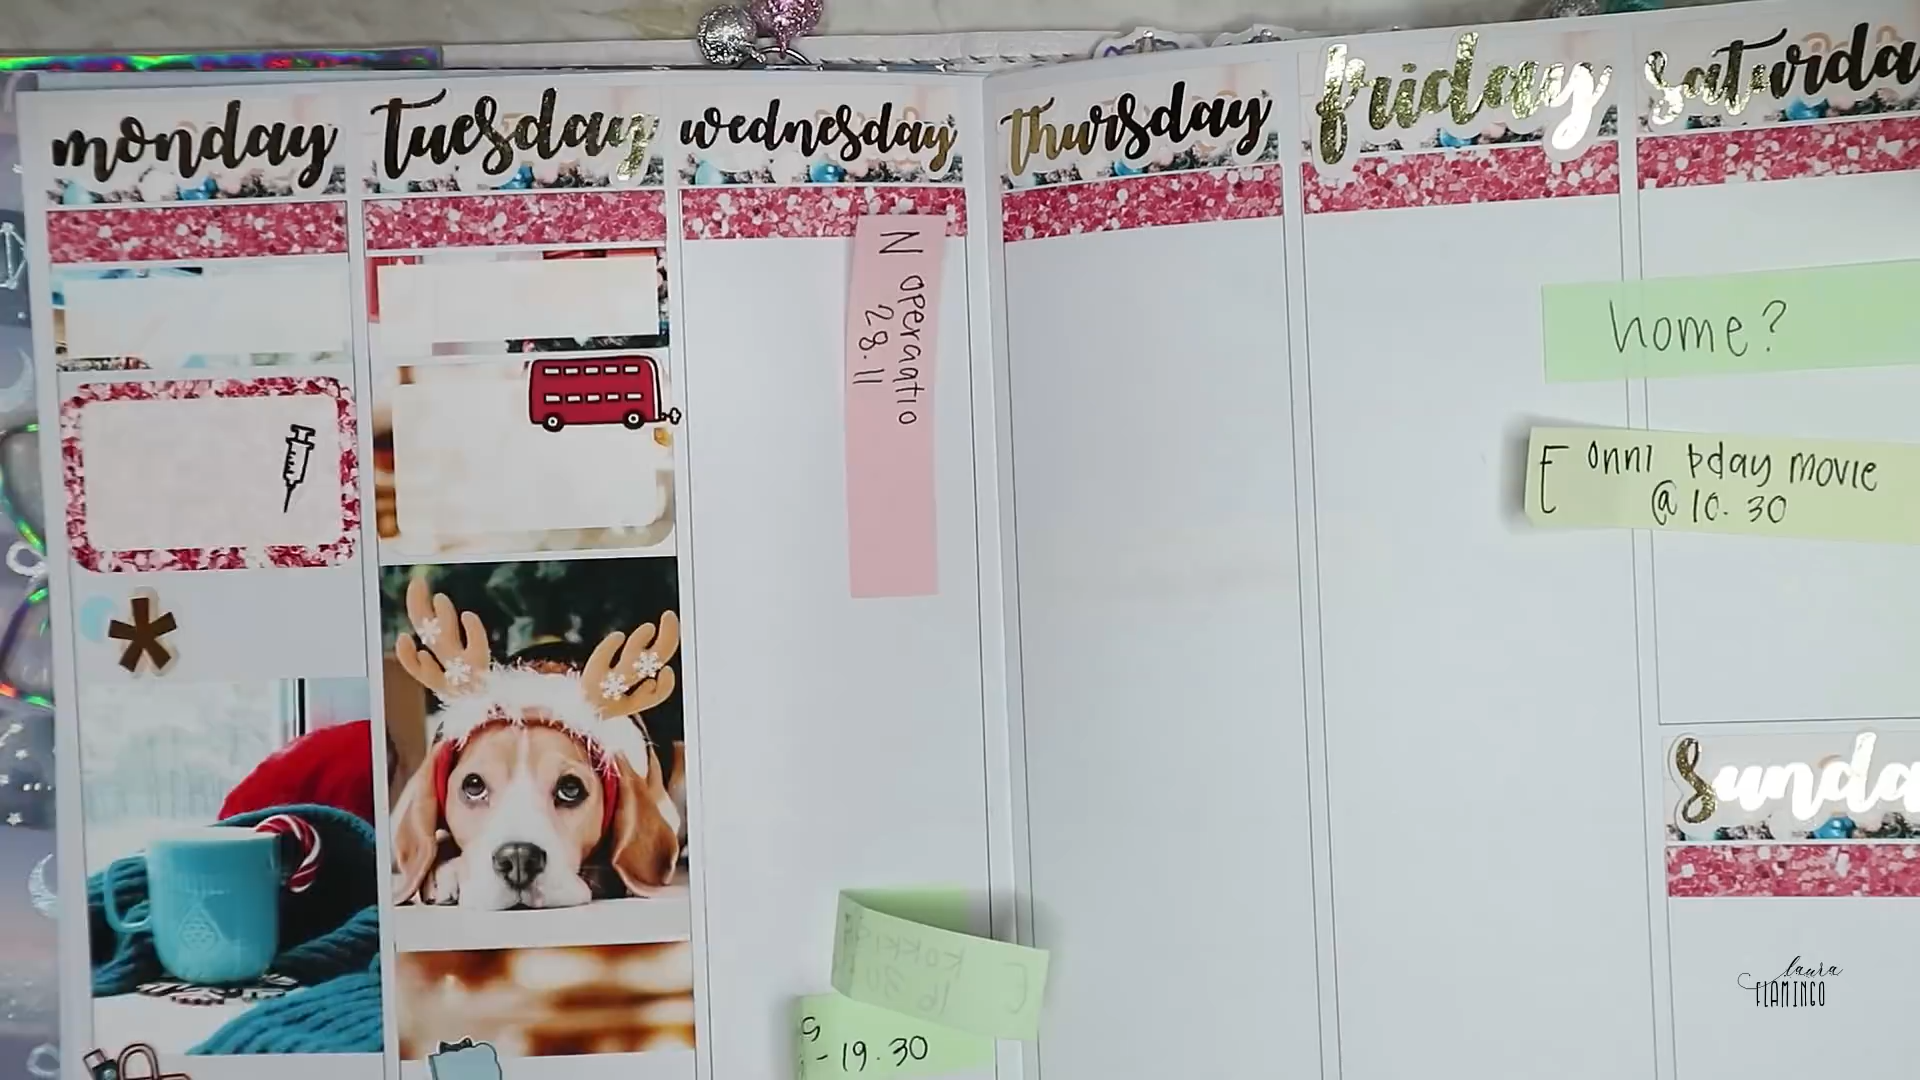 monday
Tuesday
wednesday
thursday
friday
saturda
N operaatio
28.11
home?
E Onni bday movie
@ 10.30
Sunda
- 19.30
laura
FLAMINGO